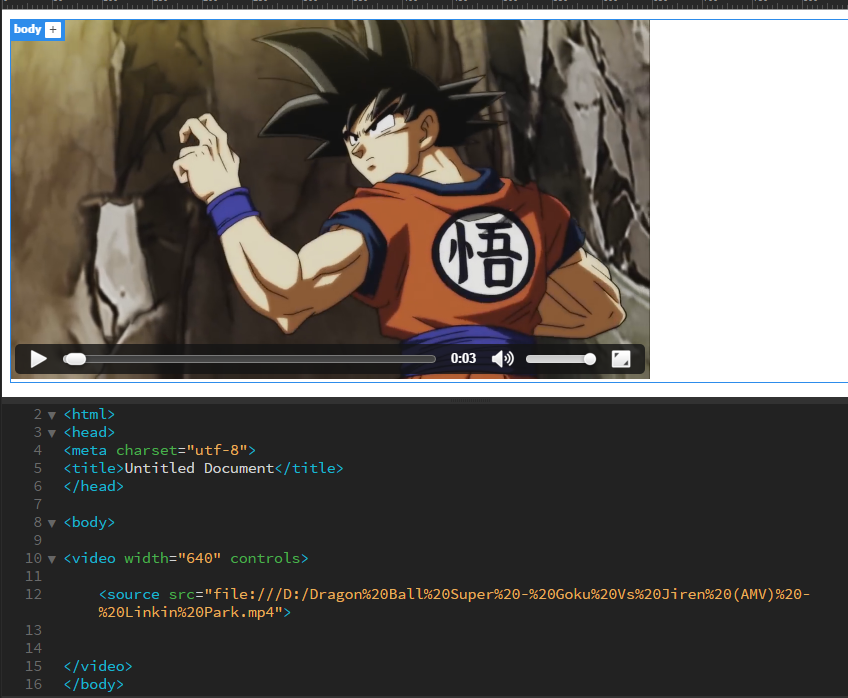 body +
悟
0:03
2 ▼ <html>
3 ▼ <head>
4 <meta charset="utf-8">
5 <title>Untitled Document</title>
6 </head>
7
8 ▼ <body>
9
10 ▼ <video width="640" controls>
11
12 <source src="file:///D:/Dragon%20Ball%20Super%20-%20Goku%20Vs%20Jiren%20(AMV)%20-
%20Linkin%20Park.mp4">
13
14
15 </video>
16 </body>